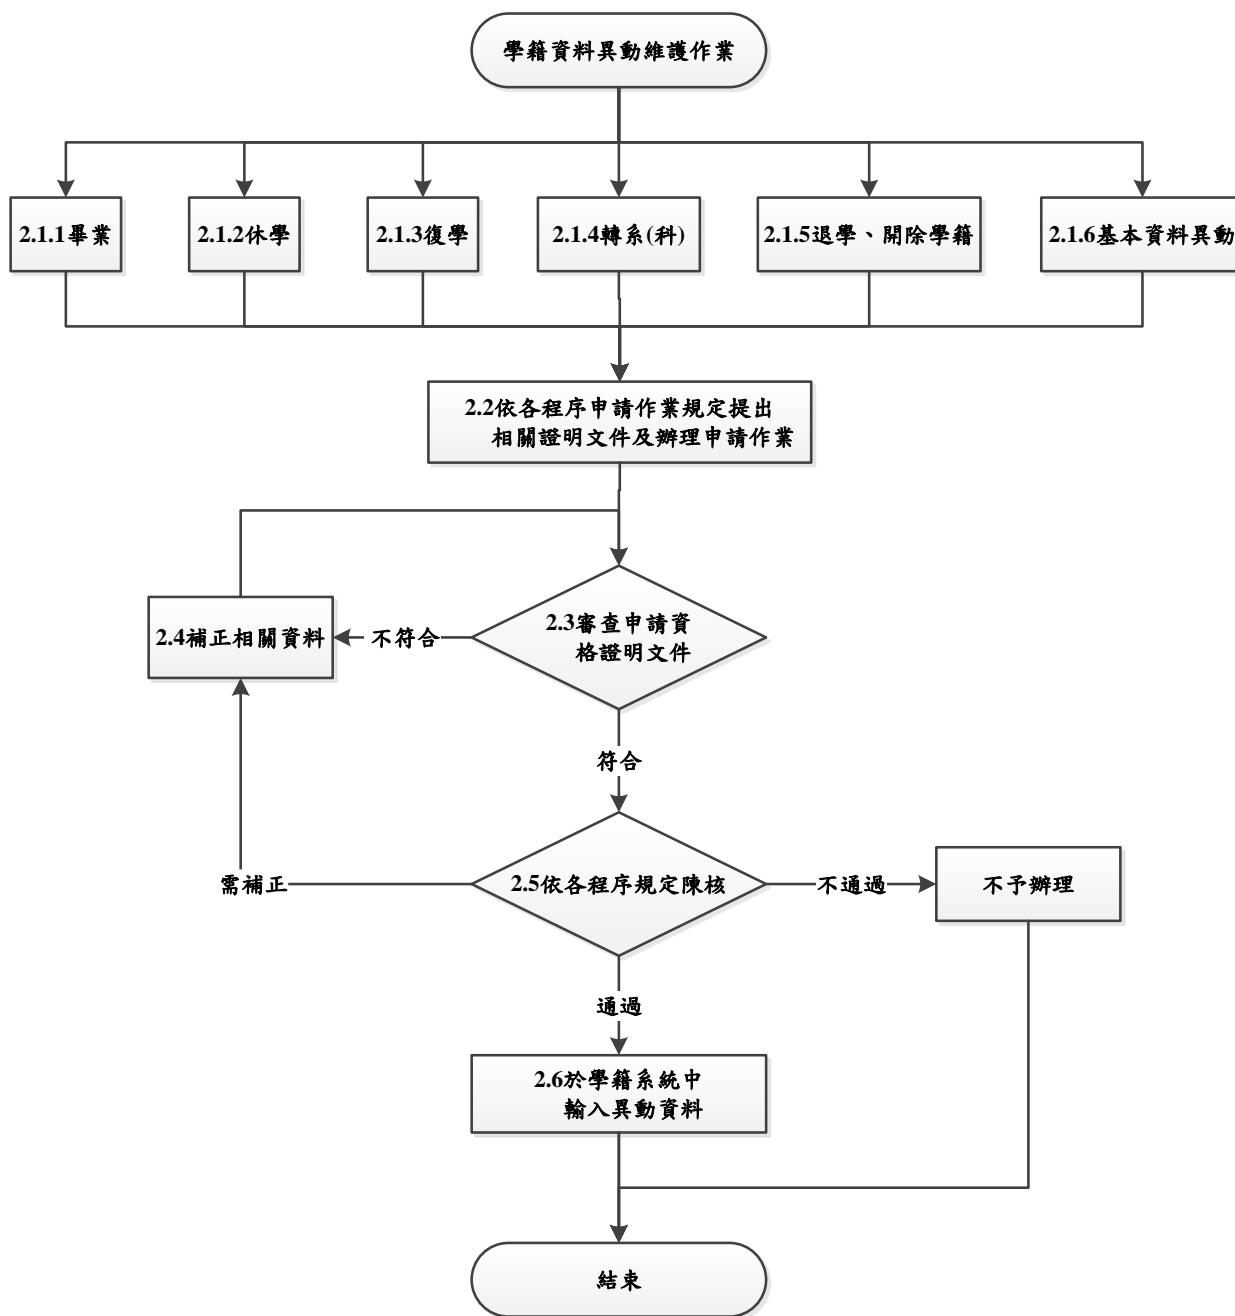 學籍資料異動維護作業
2.1.1畢業
2.1.2休學
2.1.3復學
2.1.4轉系(科)
2.1.5退學、開除學籍
2.1.6基本資料異動
2.2依各程序申請作業規定提出
相關證明文件及辦理申請作業
2.3審查申請資
格證明文件
不符合
2.4補正相關資料
符合
2.5依各程序規定陳核
需補正
不通過
不予辦理
通過
2.6於學籍系統中
輸入異動資料
結束